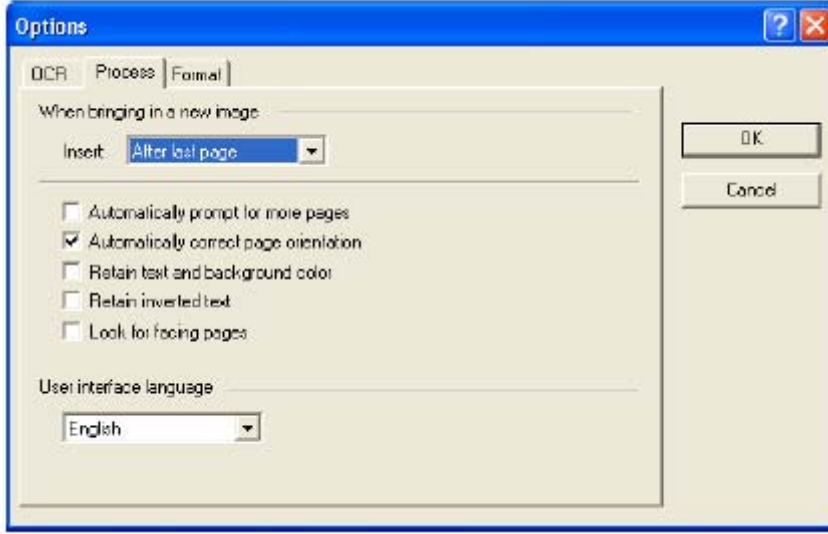 Options
OCR Process Format
When bringing in a new image
Insert After last page
OK
Cancel
Automatically prompt for more pages
Automatically correct page orientation
Retain text and background color
Retain inverted text
Look for facing pages
User interface language
English